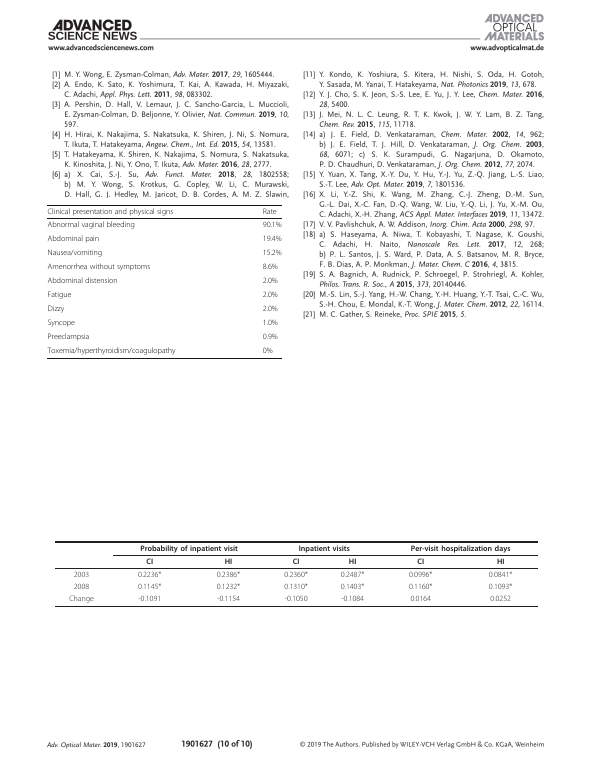 ADVANCED
SCIENCE NEWS
www.advancedsciencenews.com
ADVANCED
OPTICAL
MATERIALS
www.advopticalmat.de
[1] M. Y. Wong, E. Zysman-Colman, Adv. Mater. 2017, 29, 1605444.
[2] A. Endo, K. Sato, K. Yoshimura, T. Kai, A. Kawada, H. Miyazaki,
C. Adachi, Appl. Phys. Lett. 2011, 98, 083302.
[3] A. Pershin, D. Hall, V. Lemaur, J. C. Sancho-Garcia, L. Muccioli,
E. Zysman-Colman, D. Beljonne, Y. Olivier, Nat. Commun. 2019, 10,
597.
[4] H. Hirai, K. Nakajima, S. Nakatsuka, K. Shiren, J. Ni, S. Nomura,
T. Ikuta, T. Hatakeyama, Angew. Chem., Int. Ed. 2015, 54, 13581.
[5] T. Hatakeyama, K. Shiren, K. Nakajima, S. Nomura, S. Nakatsuka,
K. Kinoshita, J. Ni, Y. Ono, T. Ikuta, Adv. Mater. 2016, 28, 2777.
[6] a) X. Cai, S.-J. Su, Adv. Funct. Mater. 2018, 28, 1802558;
b) M. Y. Wong, S. Krotkus, G. Copley, W. Li, C. Murawski,
D. Hall, G. J. Hedley, M. Jaricot, D. B. Cordes, A. M. Z. Slawin,
Clinical presentation and physical signs Rate
Abnormal vaginal bleeding 90.1%
Abdominal pain 19.4%
Nausea/vomiting 15.2%
Amenorrhea without symptoms 8.6%
Abdominal distension 2.0%
Fatigue 2.0%
Dizzy 2.0%
Syncope 1.0%
Preeclampsia 0.9%
Toxemia/hyperthyroidism/coagulopathy 0%
[11] Y. Kondo, K. Yoshiura, S. Kitera, H. Nishi, S. Oda, H. Gotoh,
Y. Sasada, M. Yanai, T. Hatakeyama, Nat. Photonics 2019, 13, 678.
[12] Y. J. Cho, S. K. Jeon, S.-S. Lee, E. Yu, J. Y. Lee, Chem. Mater. 2016,
28, 5400.
[13] J. Mei, N. L. C. Leung, R. T. K. Kwok, J. W. Y. Lam, B. Z. Tang,
Chem. Rev. 2015, 115, 11718.
[14] a) J. E. Field, D. Venkataraman, Chem. Mater. 2002, 14, 962;
b) J. E. Field, T. J. Hill, D. Venkataraman, J. Org. Chem. 2003,
68, 6071; c) S. K. Surampudi, G. Nagarjuna, D. Okamoto,
P. D. Chaudhuri, D. Venkataraman, J. Org. Chem. 2012, 77, 2074.
[15] Y. Yuan, X. Tang, X.-Y. Du, Y. Hu, Y.-J. Yu, Z.-Q. Jiang, L.-S. Liao,
S.-T. Lee, Adv. Opt. Mater. 2019, 7, 1801536.
[16] X. Li, Y.-Z. Shi, K. Wang, M. Zhang, C.-J. Zheng, D.-M. Sun,
G.-L. Dai, X.-C. Fan, D.-Q. Wang, W. Liu, Y.-Q. Li, J. Yu, X.-M. Ou,
C. Adachi, X.-H. Zhang, ACS Appl. Mater. Interfaces 2019, 11, 13472.
[17] V. V. Pavlishchuk, A. W. Addison, Inorg. Chim. Acta 2000, 298, 97.
[18] a) S. Haseyama, A. Niwa, T. Kobayashi, T. Nagase, K. Goushi,
C. Adachi, H. Naito, Nanoscale Res. Lett. 2017, 12, 268;
b) P. L. Santos, J. S. Ward, P. Data, A. S. Batsanov, M. R. Bryce,
F. B. Dias, A. P. Monkman, J. Mater. Chem. C 2016, 4, 3815.
[19] S. A. Bagnich, A. Rudnick, P. Schroegel, P. Strohriegl, A. Kohler,
Philos. Trans. R. Soc., A 2015, 373, 20140446.
[20] M.-S. Lin, S.-J. Yang, H.-W. Chang, Y.-H. Huang, Y.-T. Tsai, C.-C. Wu,
S.-H. Chou, E. Mondal, K.-T. Wong, J. Mater. Chem. 2012, 22, 16114.
[21] M. C. Gather, S. Reineke, Proc. SPIE 2015, 5.
Probability of inpatient visit Inpatient visits Per-visit hospitalization days
CI HI CI HI CI HI
2003 0.2236* 0.2386* 0.2360* 0.2487* 0.0996* 0.0841*
2008 0.1145* 0.1232* 0.1310* 0.1403* 0.1160* 0.1093*
Change -0.1091 -0.1154 -0.1050 -0.1084 0.0164 0.0252
Adv. Optical Mater. 2019, 1901627
1901627 (10 of 10)
© 2019 The Authors. Published by WILEY-VCH Verlag GmbH & Co. KGaA, Weinheim